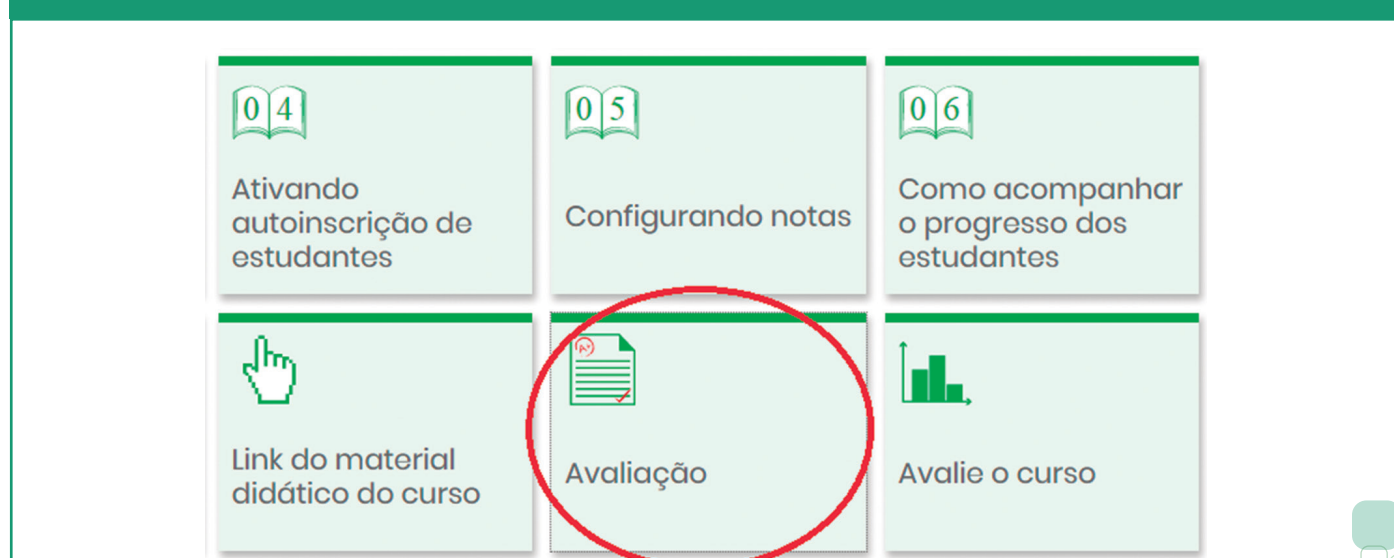 04
05
06
Ativando
autoinscrição de
estudantes
Configurando notas
Como acompanhar
o progresso dos
estudantes
A+
Link do material
didático do curso
Avaliação
Avalie o curso